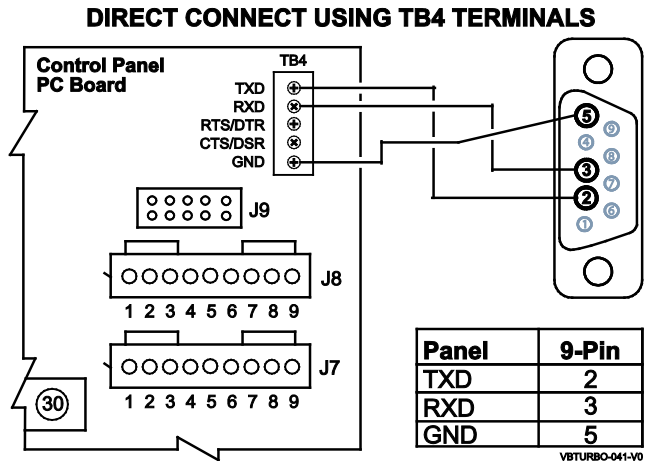 DIRECT CONNECT USING TB4 TERMINALS
Control Panel
PC Board
TB4
TXD
RXD
RTS/DTR
CTS/DSR
GND
5
9
4
8
3
7
2
6
1
J9
J8
1 2 3 4 5 6 7 8 9
J7
1 2 3 4 5 6 7 8 9
30
Panel 9-Pin
TXD 2
RXD 3
GND 5
VBTURBO-041-V0